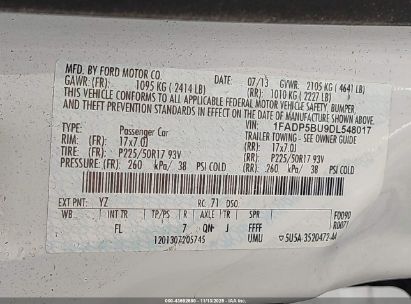 MFD. BY FORD MOTOR CO.
07/13 GVWR: 2105 KG (4641 LB)
GAWR: (FR) 1095 KG (2414 LB) (RR): 1010 KG (2227 LB)
THIS VEHICLE CONFORMS TO ALL APPLICABLE FEDERAL MOTOR VEHICLE SAFETY, BUMPER,
AND THEFT PREVENTION STANDARDS IN EFFECT ON THE DATE OF MANUFACTURE SHOWN ABOVE.
VIN: 1FADP5BU9DL548017
TYPE: Passenger Car TRAILER TOWING - SEE OWNER GUIDE
RIM: (FR) 17x7.0J (RR) 17x7.0J
TIRE: (FR) P225/50R17 93V (RR) P225/50R17 93V
PRESSURE: (FR) 260 kPa/ 38 PSI COLD (RR) 260 kPa/ 38 PSI COLD
EXT PNT: YZ RC: 71 DSO:
WB INT TR TP/PS R AXLE TR SPR F0090
FL 7 QN J FFFF
1201307205745 UMU